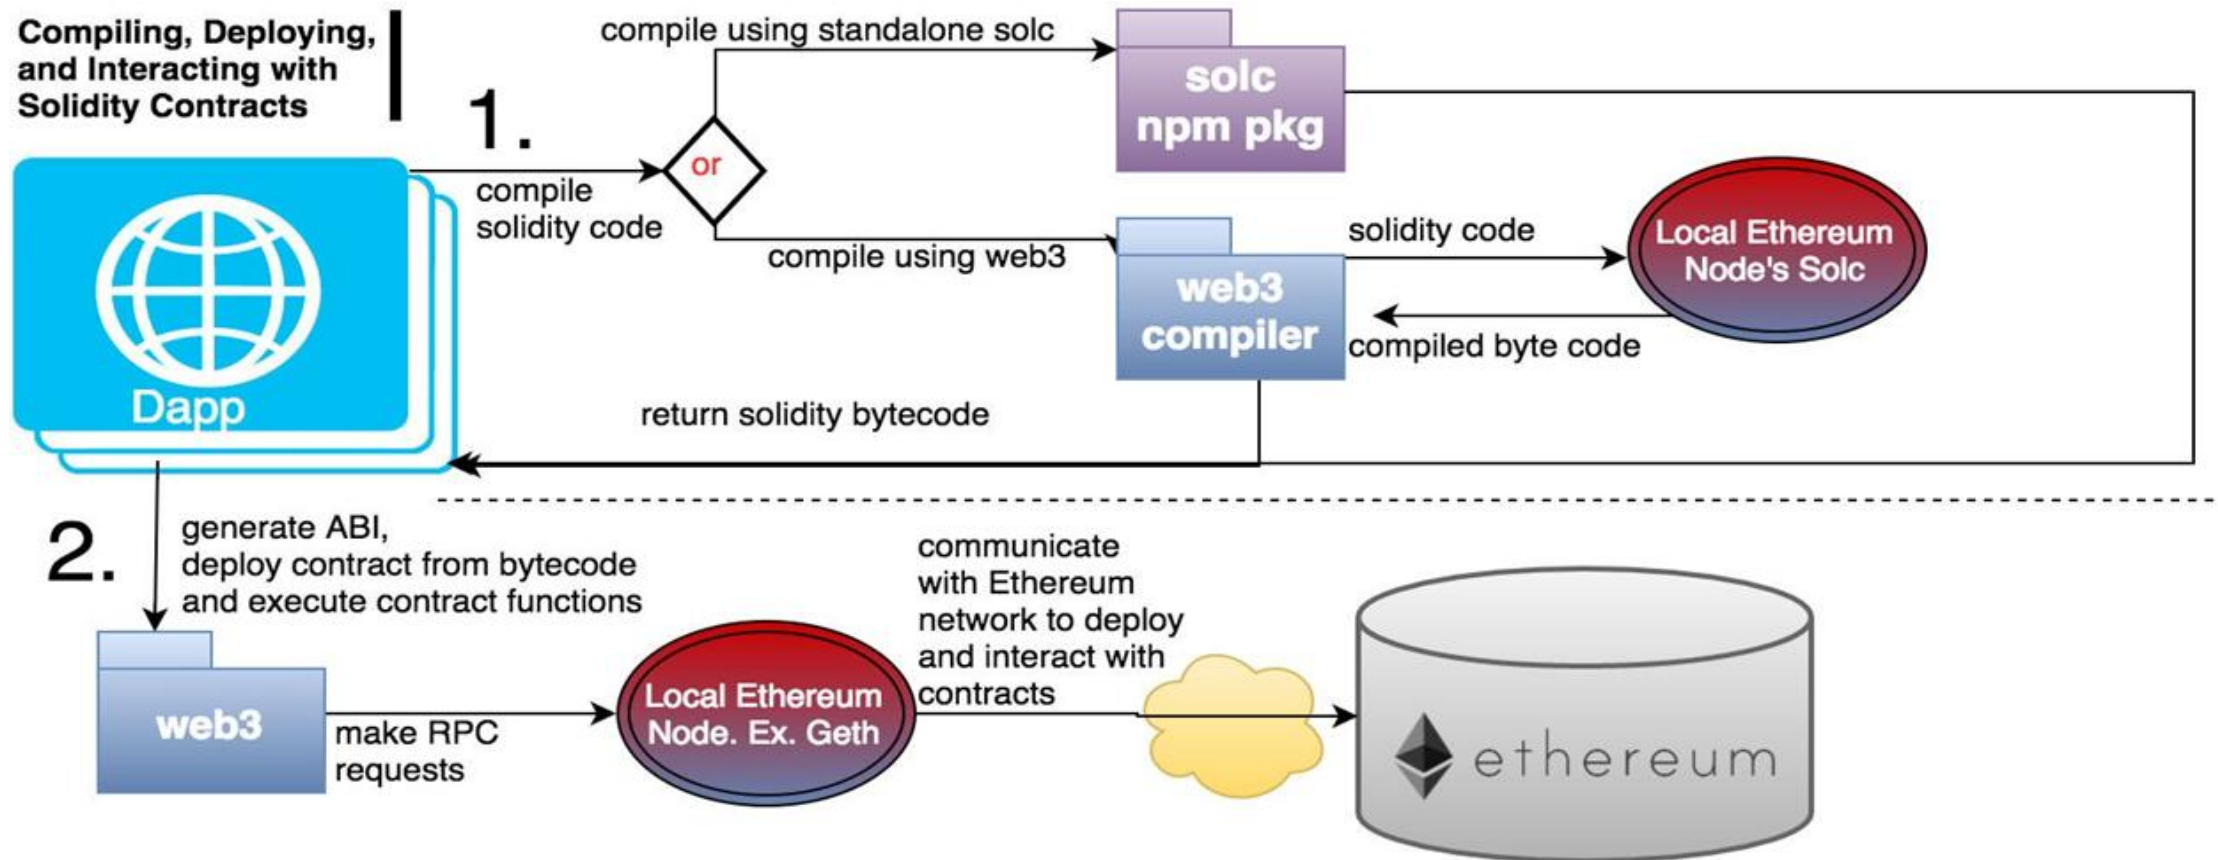 Compiling, Deploying,
and Interacting with
Solidity Contracts
1.
compile using standalone solc
solc
npm pkg
or
compile
solidity code
compile using web3
web3
compiler
solidity code
Local Ethereum
Node's Solc
compiled byte code
Dapp
return solidity bytecode
2.
generate ABI,
deploy contract from bytecode
and execute contract functions
web3
make RPC
requests
Local Ethereum
Node. Ex. Geth
communicate
with Ethereum
network to deploy
and interact with
contracts
ethereum